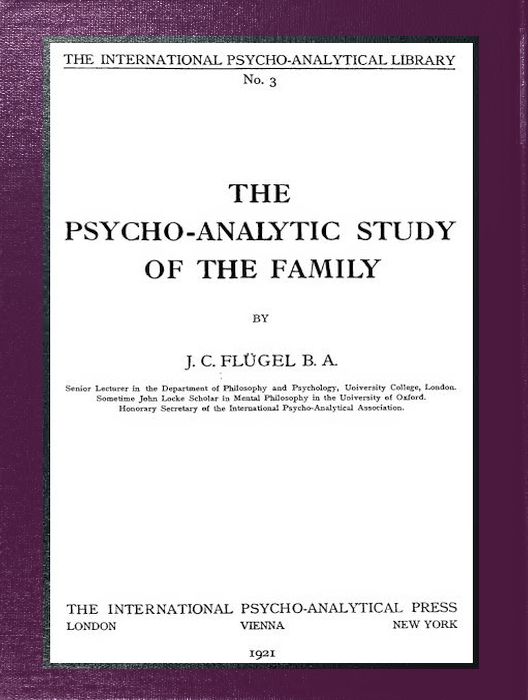 THE INTERNATIONAL PSYCHO-ANALYTICAL LIBRARY
No. 3
THE
PSYCHO-ANALYTIC STUDY
OF THE FAMILY
BY
J. C. FLÜGEL B. A.
Senior Lecturer in the Department of Philosophy and Psychology, University College, London.
Sometime John Locke Scholar in Mental Philosophy in the University of Oxford.
Honorary Secretary of the International Psycho-Analytical Association.
THE INTERNATIONAL PSYCHO-ANALYTICAL PRESS
LONDON VIENNA NEW YORK
1921